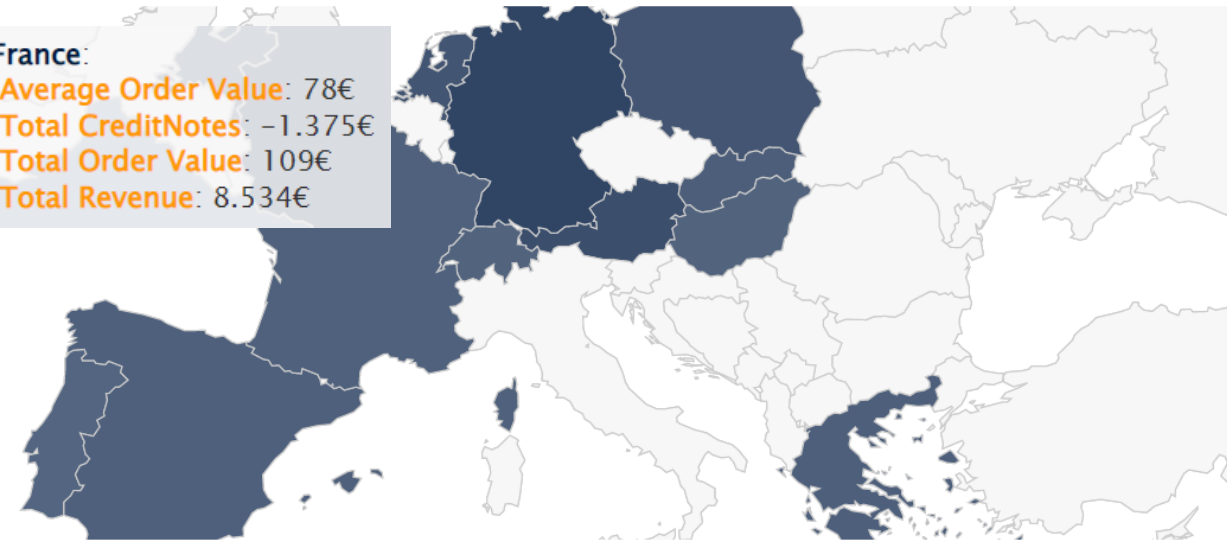 France:
Average Order Value: 78€
Total CreditNotes: -1.375€
Total Order Value: 109€
Total Revenue: 8.534€